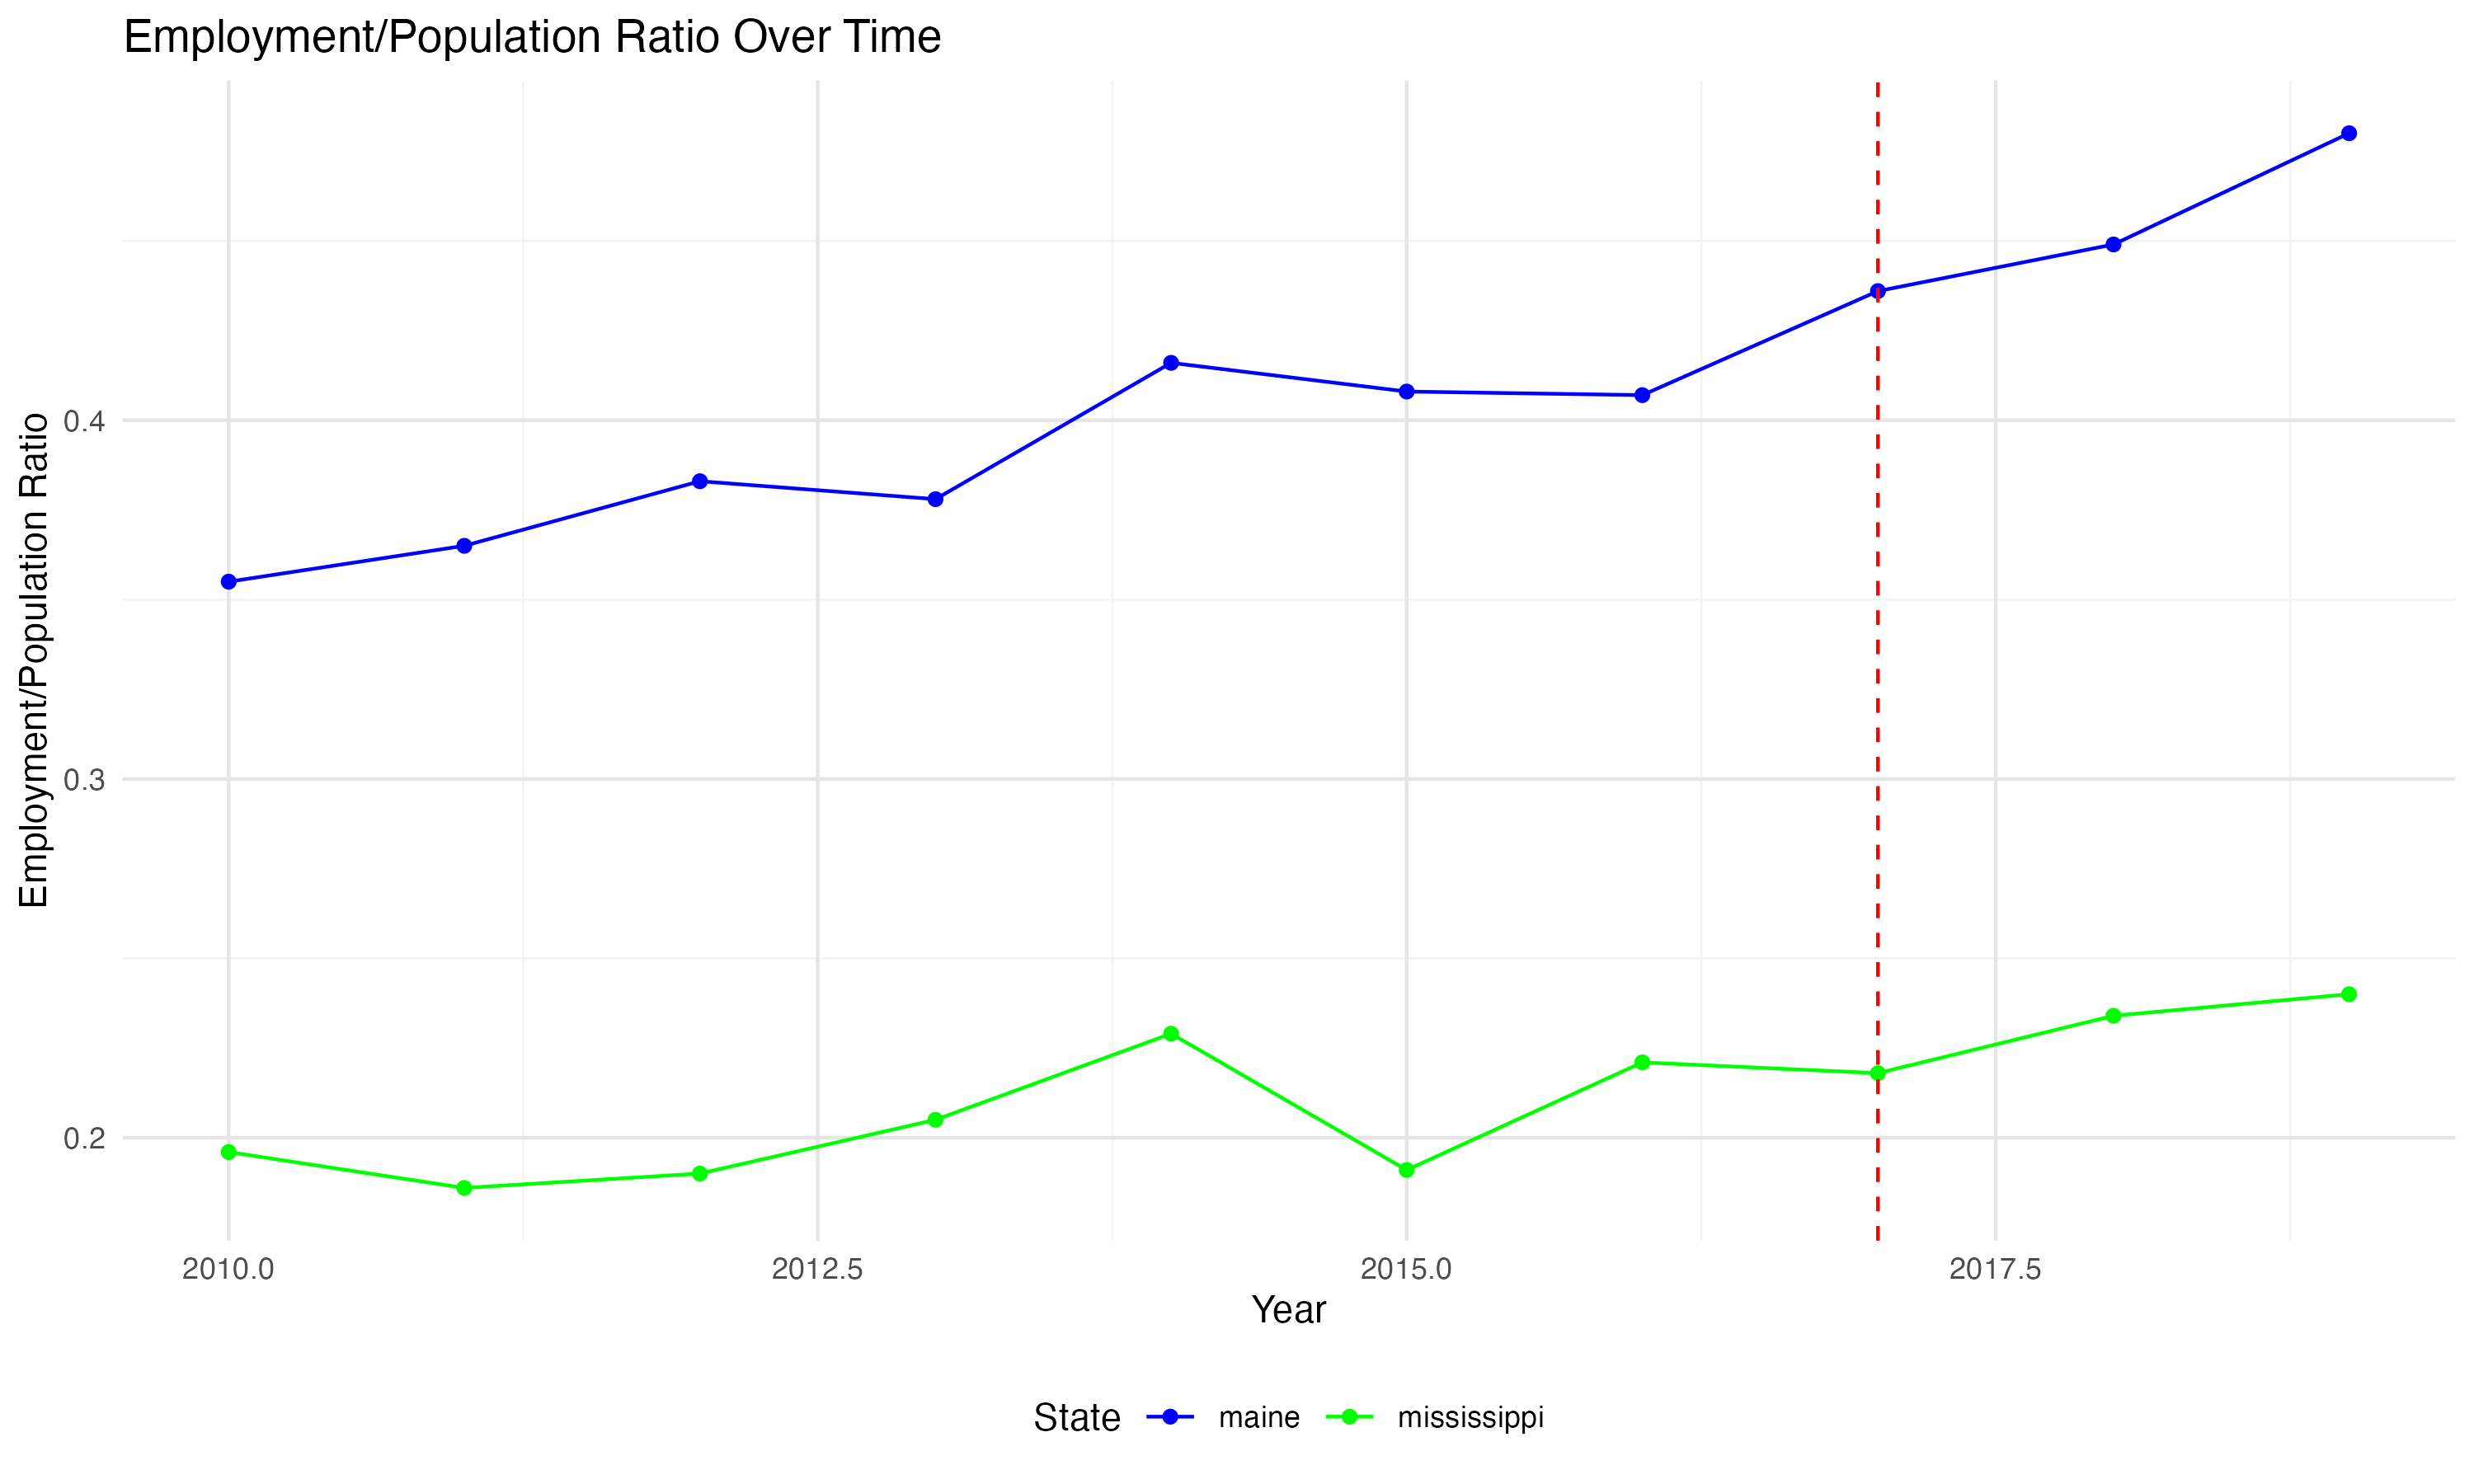 Employment/Population Ratio Over Time
Employment/Population Ratio
0.4
0.3
0.2
2010.0 2012.5 2015.0 2017.5
Year
State maine mississippi